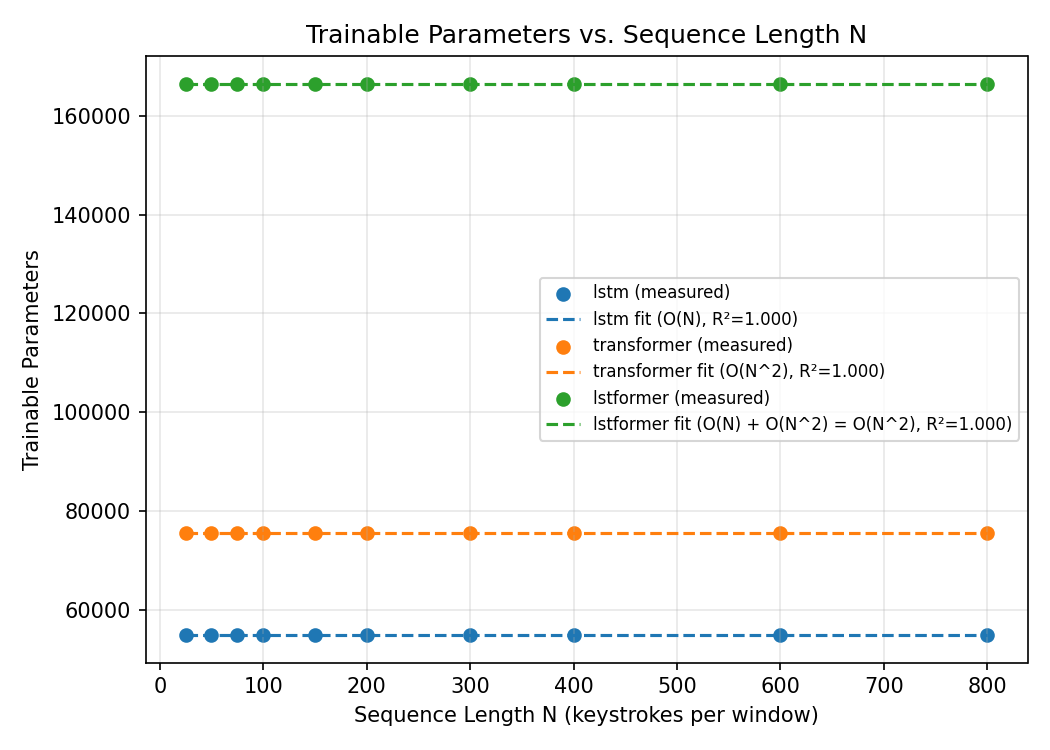 Trainable Parameters vs. Sequence Length N
Trainable Parameters
160000
140000
120000
100000
80000
60000
lstm (measured)
lstm fit (O(N), R²=1.000)
transformer (measured)
transformer fit (O(N^2), R²=1.000)
lstformer (measured)
lstformer fit (O(N) + O(N^2) = O(N^2), R²=1.000)
0 100 200 300 400 500 600 700 800
Sequence Length N (keystrokes per window)